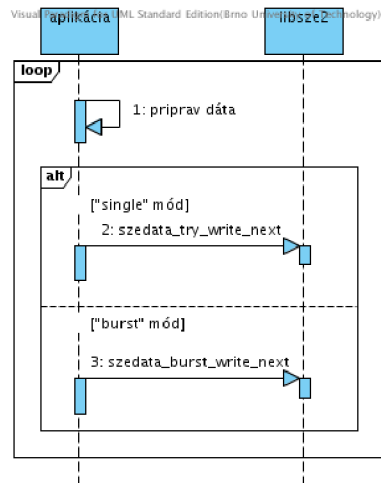 Visual Paradigm for UML Standard Edition(Brno University of Technology)
aplikácia
libsze2
loop
1: priprav dáta
alt
["single" mód]
2: szedata_try_write_next
["burst" mód]
3: szedata_burst_write_next